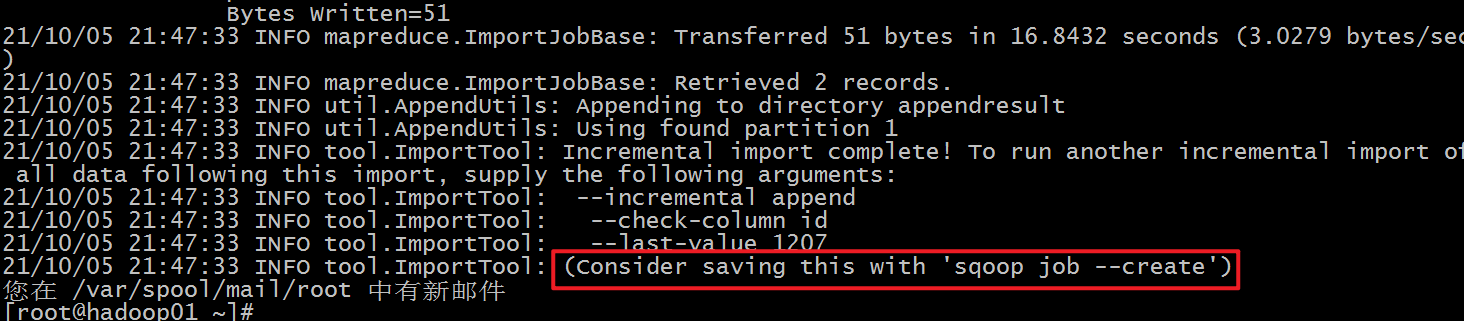 Bytes Written=51
21/10/05 21:47:33 INFO mapreduce.ImportJobBase: Transferred 51 bytes in 16.8432 seconds (3.0279 bytes/sec
)
21/10/05 21:47:33 INFO mapreduce.ImportJobBase: Retrieved 2 records.
21/10/05 21:47:33 INFO util.AppendUtils: Appending to directory appendresult
21/10/05 21:47:33 INFO util.AppendUtils: Using found partition 1
21/10/05 21:47:33 INFO tool.ImportTool: Incremental import complete! To run another incremental import of
all data following this import, supply the following arguments:
21/10/05 21:47:33 INFO tool.ImportTool:  --incremental append
21/10/05 21:47:33 INFO tool.ImportTool:   --check-column id
21/10/05 21:47:33 INFO tool.ImportTool:   --last-value 1207
21/10/05 21:47:33 INFO tool.ImportTool: (Consider saving this with 'sqoop job --create')
您在 /var/spool/mail/root 中有新邮件
[root@hadoop01 ~]#